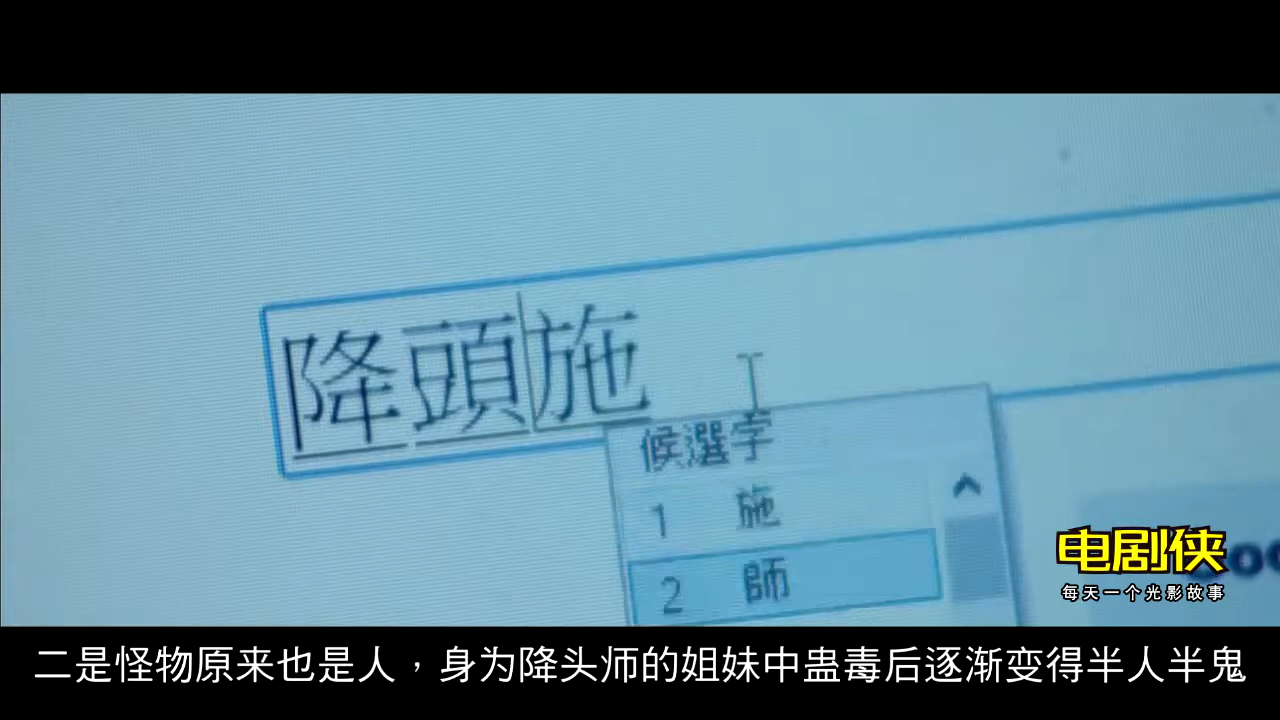 降頭施
候選字
1 施
2 師
电剧侠
每天一个光影故事
二是怪物原来也是人，身为降头师的姐妹中蛊毒后逐渐变得半人半鬼